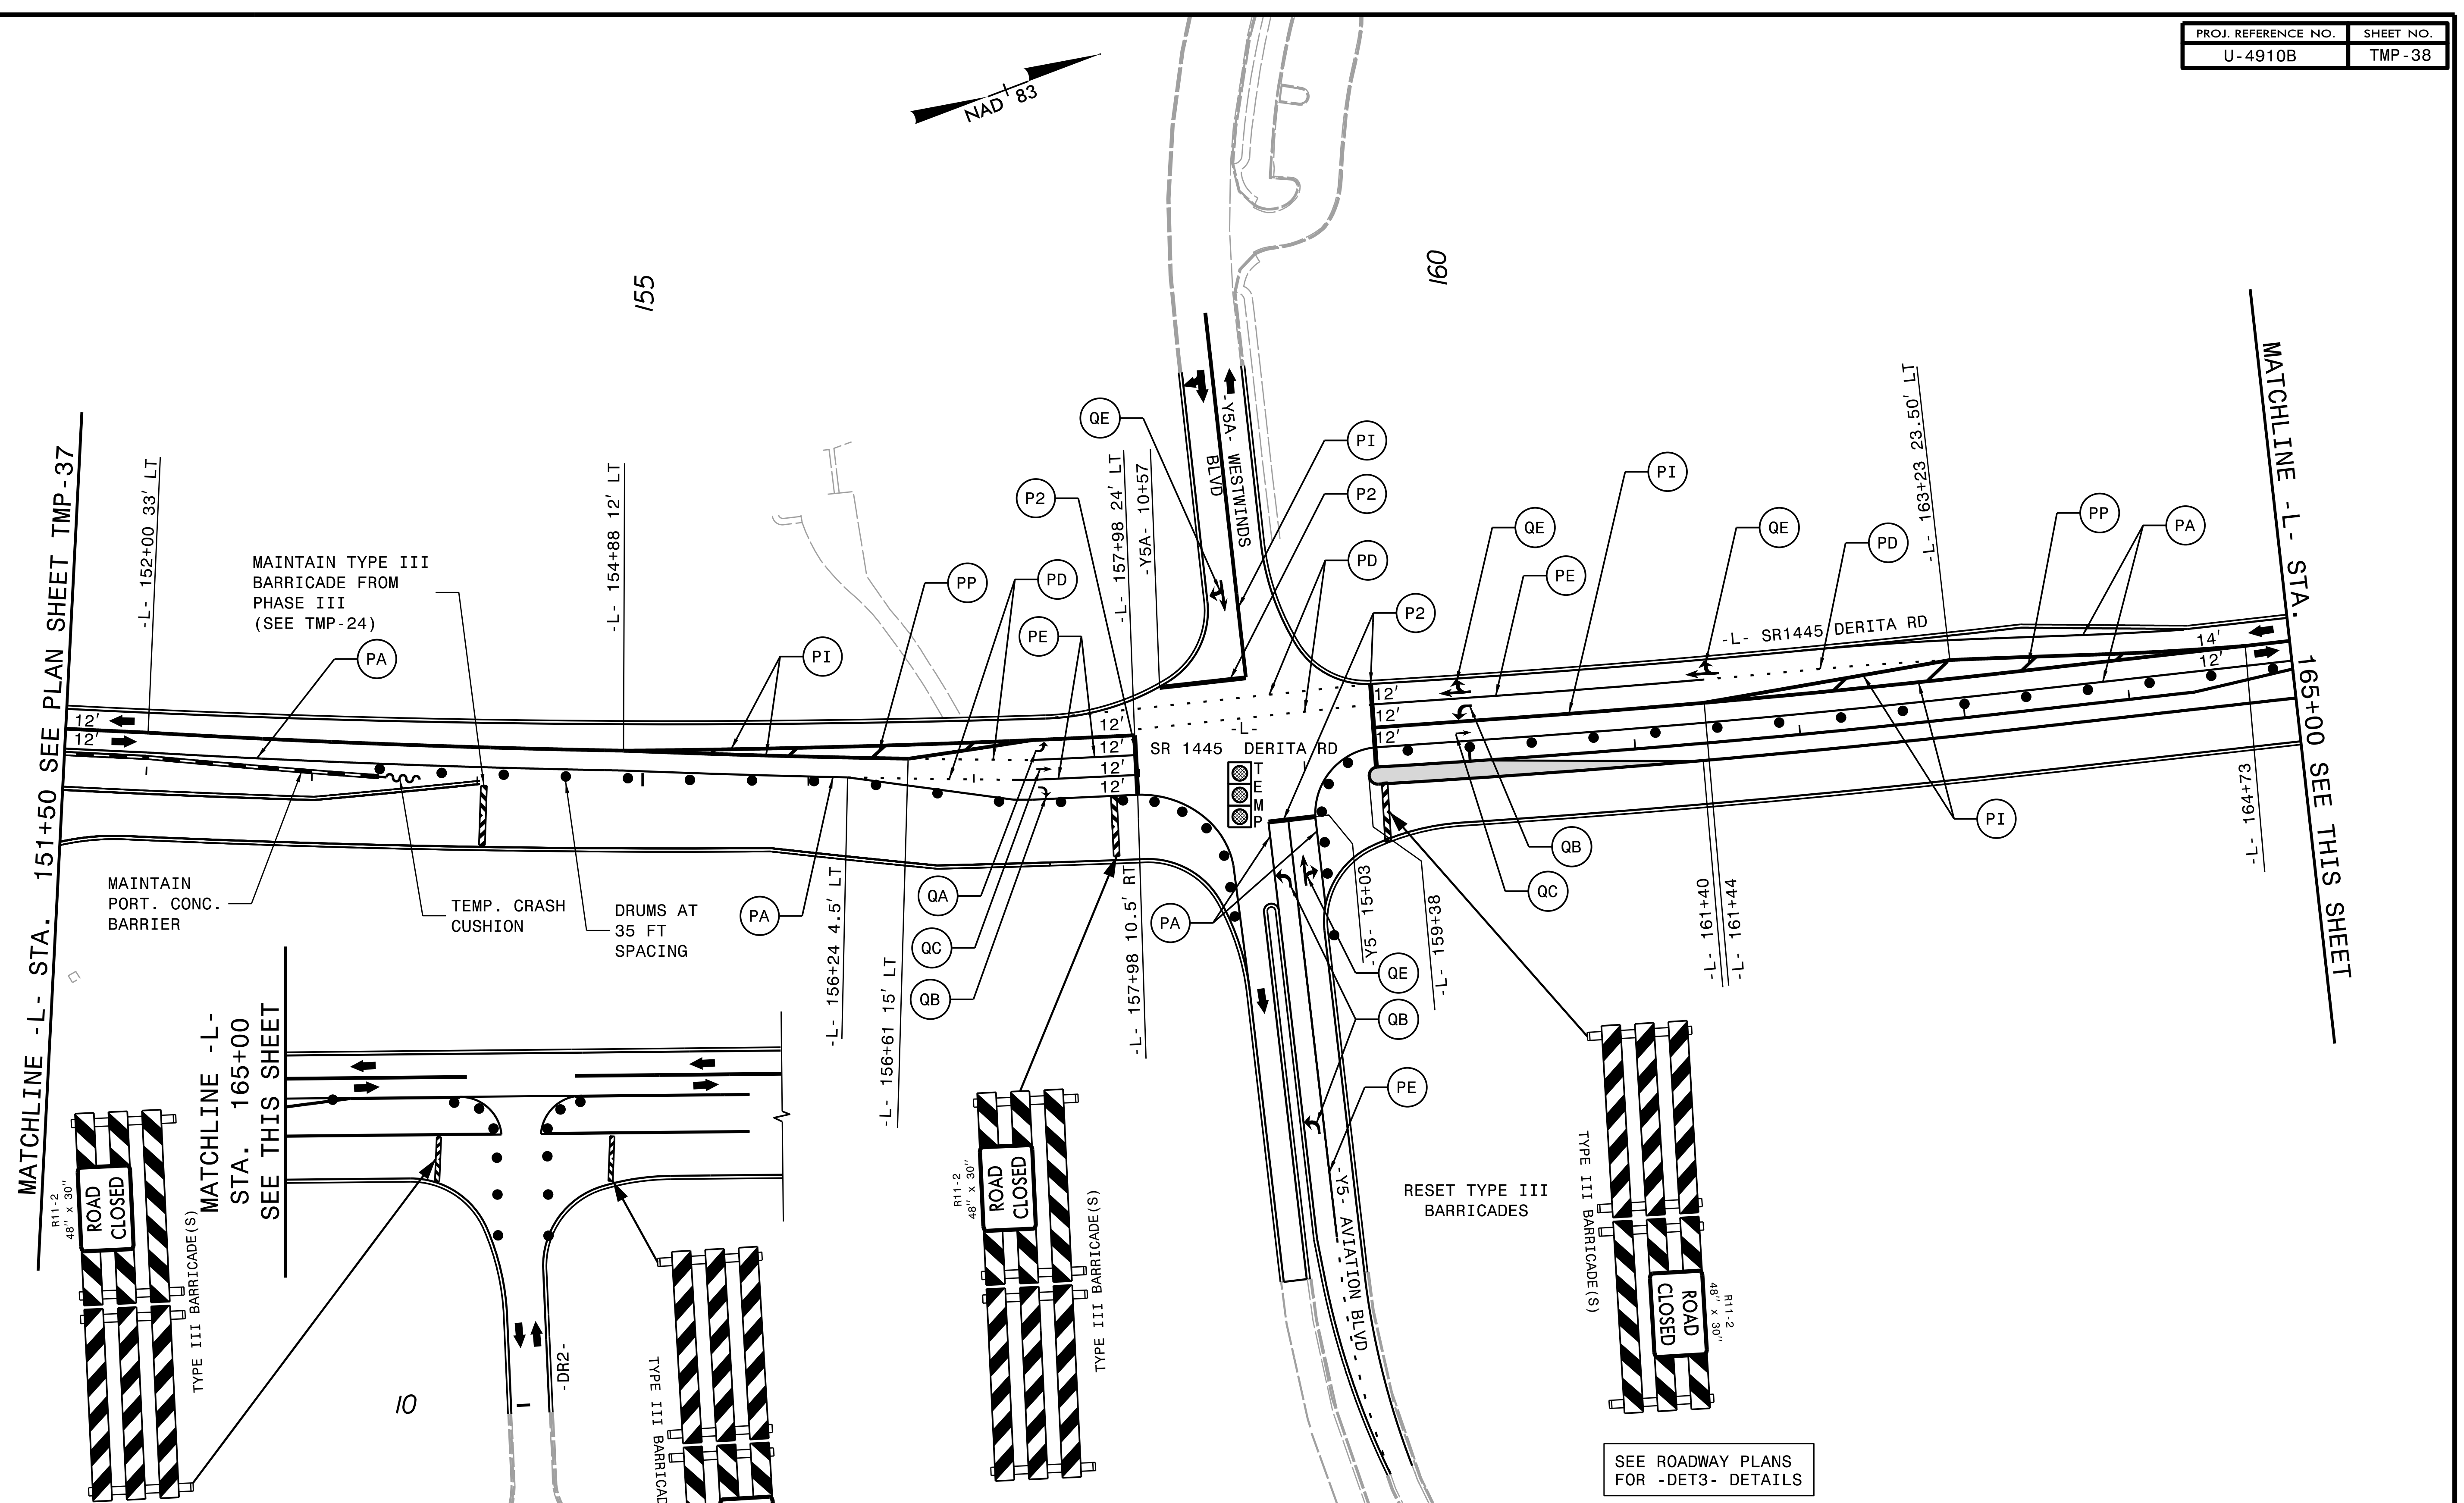 PROJ. REFERENCE NO.
SHEET NO.
U-4910B
TMP-38
NAD 83
155
160
MATCHLINE -L- STA. 151+50 SEE PLAN SHEET TMP-37
-L- 152+00 33' LT
MAINTAIN TYPE III
BARRICADE FROM
PHASE III
(SEE TMP-24)
PA
-L- 154+88 12' LT
PI
PP
PD
PE
P2
QE
-L- 157+98 24' LT
-Y5A- 10+57
-Y5A- WESTWINDS
BLVD
PI
P2
PD
P2
QE
PE
PI
QE
PD
-L- 163+23 23.50' LT
PP
PA
MATCHLINE -L- STA. 165+00 SEE THIS SHEET
-L- SR1445 DERITA RD
14'
12'
12'
12'
12'
12'
12'
12'
12'
12'
12'
-L-
SR 1445 DERITA RD
TEMP
MAINTAIN
PORT. CONC.
BARRIER
TEMP. CRASH
CUSHION
DRUMS AT
35 FT
SPACING
PA
-L- 156+24 4.5' LT
-L- 156+61 15' LT
QA
QC
QB
-L- 157+98 10.5' RT
PA
-Y5- 15+03
-L- 159+38
QE
QB
PE
QB
QC
-L- 161+40
-L- 161+44
PI
-L- 164+73
MATCHLINE -L-
STA. 165+00
SEE THIS SHEET
R11-2
48" x 30"
ROAD
CLOSED
TYPE III BARRICADE(S)
10
-DR2-
TYPE III BARRICAD
R11-2
48" x 30"
ROAD
CLOSED
TYPE III BARRICADE(S)
-Y5- AVIATION BLVD
RESET TYPE III
BARRICADES
TYPE III BARRICADE(S)
ROAD
CLOSED
R11-2
48" x 30"
SEE ROADWAY PLANS
FOR -DET3- DETAILS